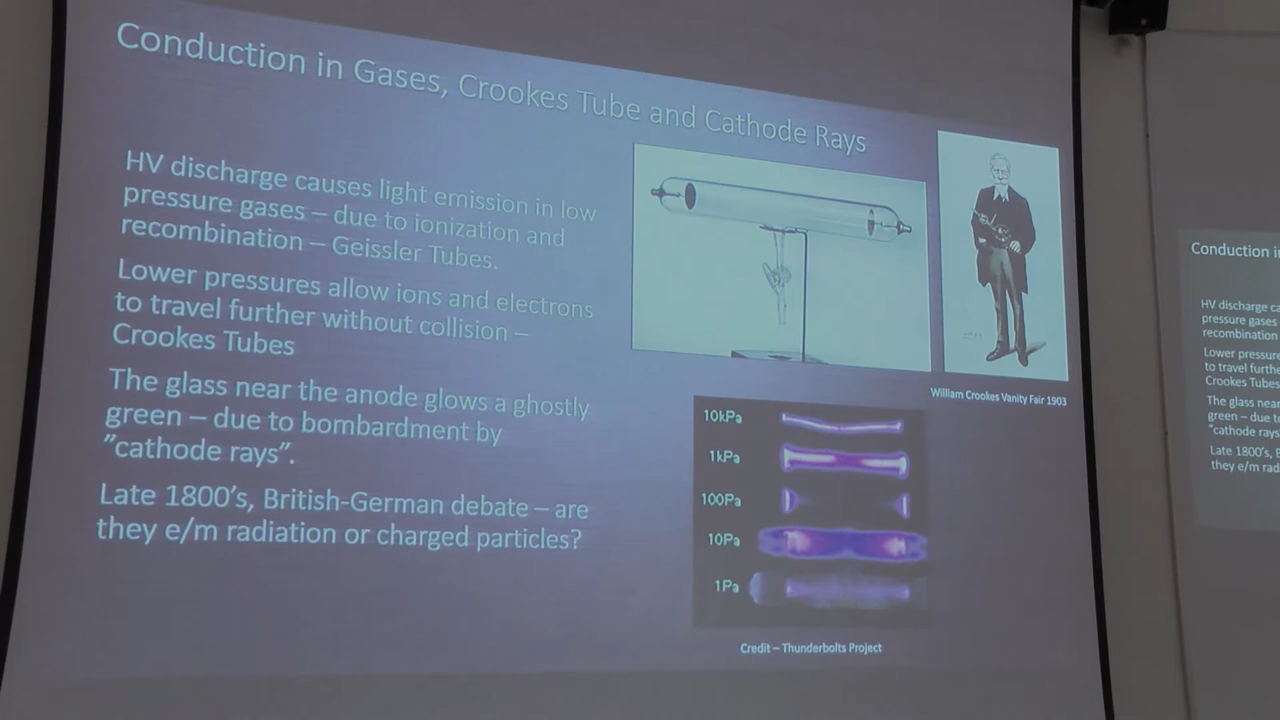 Conduction in Gases, Crookes Tube and Cathode Rays
HV discharge causes light emission in low
pressure gases – due to ionization and
recombination – Geissler Tubes.
Lower pressures allow ions and electrons
to travel further without collision –
Crookes Tubes
The glass near the anode glows a ghostly
green – due to bombardment by
"cathode rays".
Late 1800's, British-German debate – are
they e/m radiation or charged particles?
William Crookes Vanity Fair 1903
10kPa
1kPa
100Pa
10Pa
1Pa
Credit – Thunderbolts Project
Conduction i
HV discharge ca
pressure gases
recombination
Lower pressure
to travel furthe
Crookes Tubes
The glass near
green – due to
"cathode rays
Late 1800's, B
they e/m rad